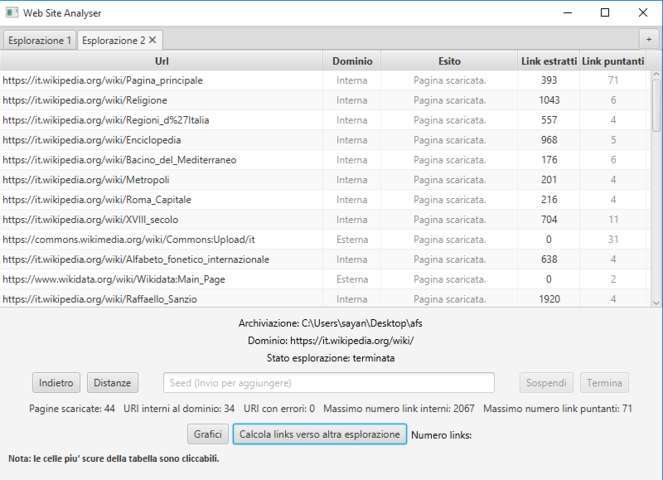 Web Site Analyser
Esplorazione 1 Esplorazione 2 ✕ +
Url Dominio Esito Link estratti Link puntanti
https://it.wikipedia.org/wiki/Pagina_principale Interna Pagina scaricata. 393 71
https://it.wikipedia.org/wiki/Religione Interna Pagina scaricata. 1043 6
https://it.wikipedia.org/wiki/Regioni_d%27Italia Interna Pagina scaricata. 557 4
https://it.wikipedia.org/wiki/Enciclopedia Interna Pagina scaricata. 968 5
https://it.wikipedia.org/wiki/Bacino_del_Mediterraneo Interna Pagina scaricata. 176 6
https://it.wikipedia.org/wiki/Metropoli Interna Pagina scaricata. 201 4
https://it.wikipedia.org/wiki/Roma_Capitale Interna Pagina scaricata. 216 4
https://it.wikipedia.org/wiki/XVIII_secolo Interna Pagina scaricata. 704 11
https://commons.wikimedia.org/wiki/Commons:Upload/it Esterna Pagina scaricata. 0 31
https://it.wikipedia.org/wiki/Alfabeto_fonetico_internazionale Interna Pagina scaricata. 638 4
https://www.wikidata.org/wiki/Wikidata:Main_Page Esterna Pagina scaricata. 0 2
https://it.wikipedia.org/wiki/Raffaello_Sanzio Interna Pagina scaricata. 1920 4
Archiviazione: C:\Users\sayan\Desktop\afs
Dominio: https://it.wikipedia.org/wiki/
Stato esplorazione: terminata
Indietro Distanze Seed (Invio per aggiungere) Sospendi Termina
Pagine scaricate: 44 URI interni al dominio: 34 URI con errori: 0 Massimo numero link interni: 2067 Massimo numero link puntanti: 71
Grafici Calcola links verso altra esplorazione Numero links:
Nota: le celle piu' scure della tabella sono cliccabili.